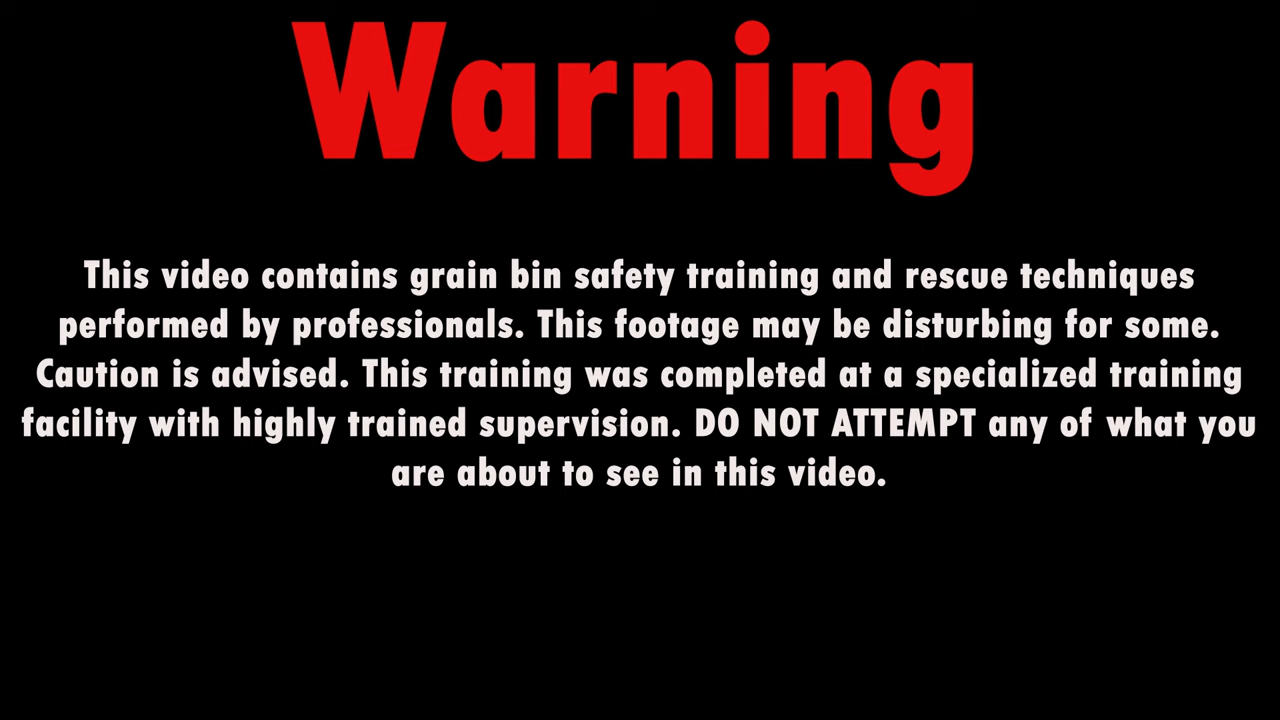 Warning
This video contains grain bin safety training and rescue techniques
performed by professionals. This footage may be disturbing for some.
Caution is advised. This training was completed at a specialized training
facility with highly trained supervision. DO NOT ATTEMPT any of what you
are about to see in this video.